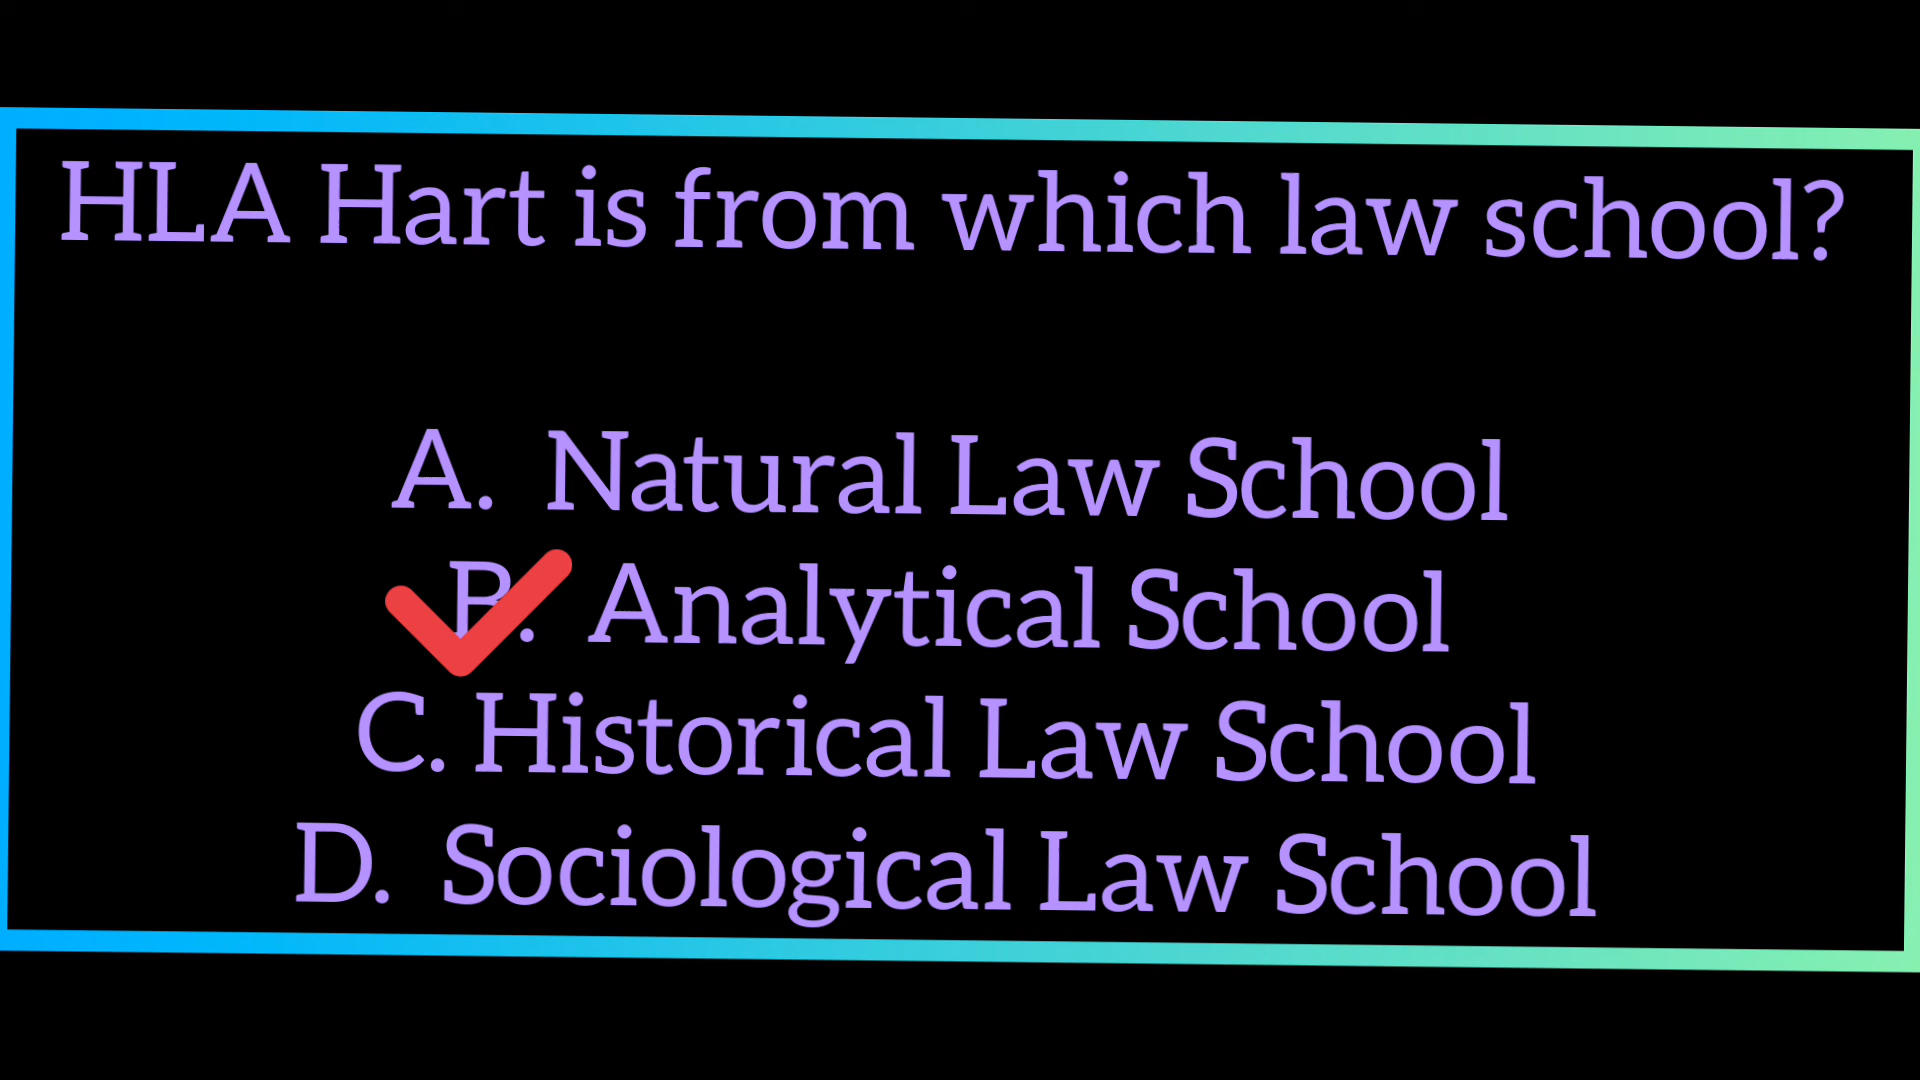 HLA Hart is from which law school?
A. Natural Law School
B. Analytical School
C. Historical Law School
D. Sociological Law School